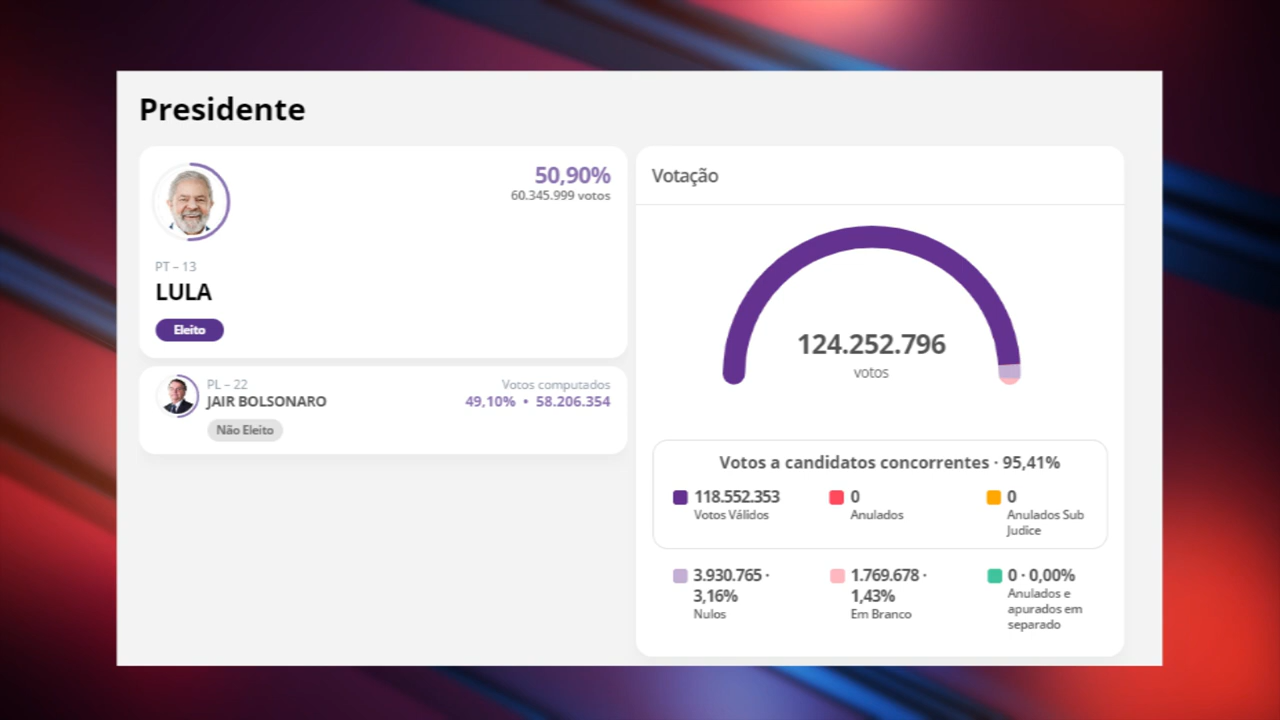 Presidente
50,90%
60.345.999 votos
PT – 13
LULA
Eleito
PL – 22
JAIR BOLSONARO
Não Eleito
Votos computados
49,10% • 58.206.354
Votação
124.252.796
votos
Votos a candidatos concorrentes · 95,41%
118.552.353
Votos Válidos
0
Anulados
0
Anulados Sub
Judice
3.930.765 ·
3,16%
Nulos
1.769.678 ·
1,43%
Em Branco
0 · 0,00%
Anulados e
apurados em
separado